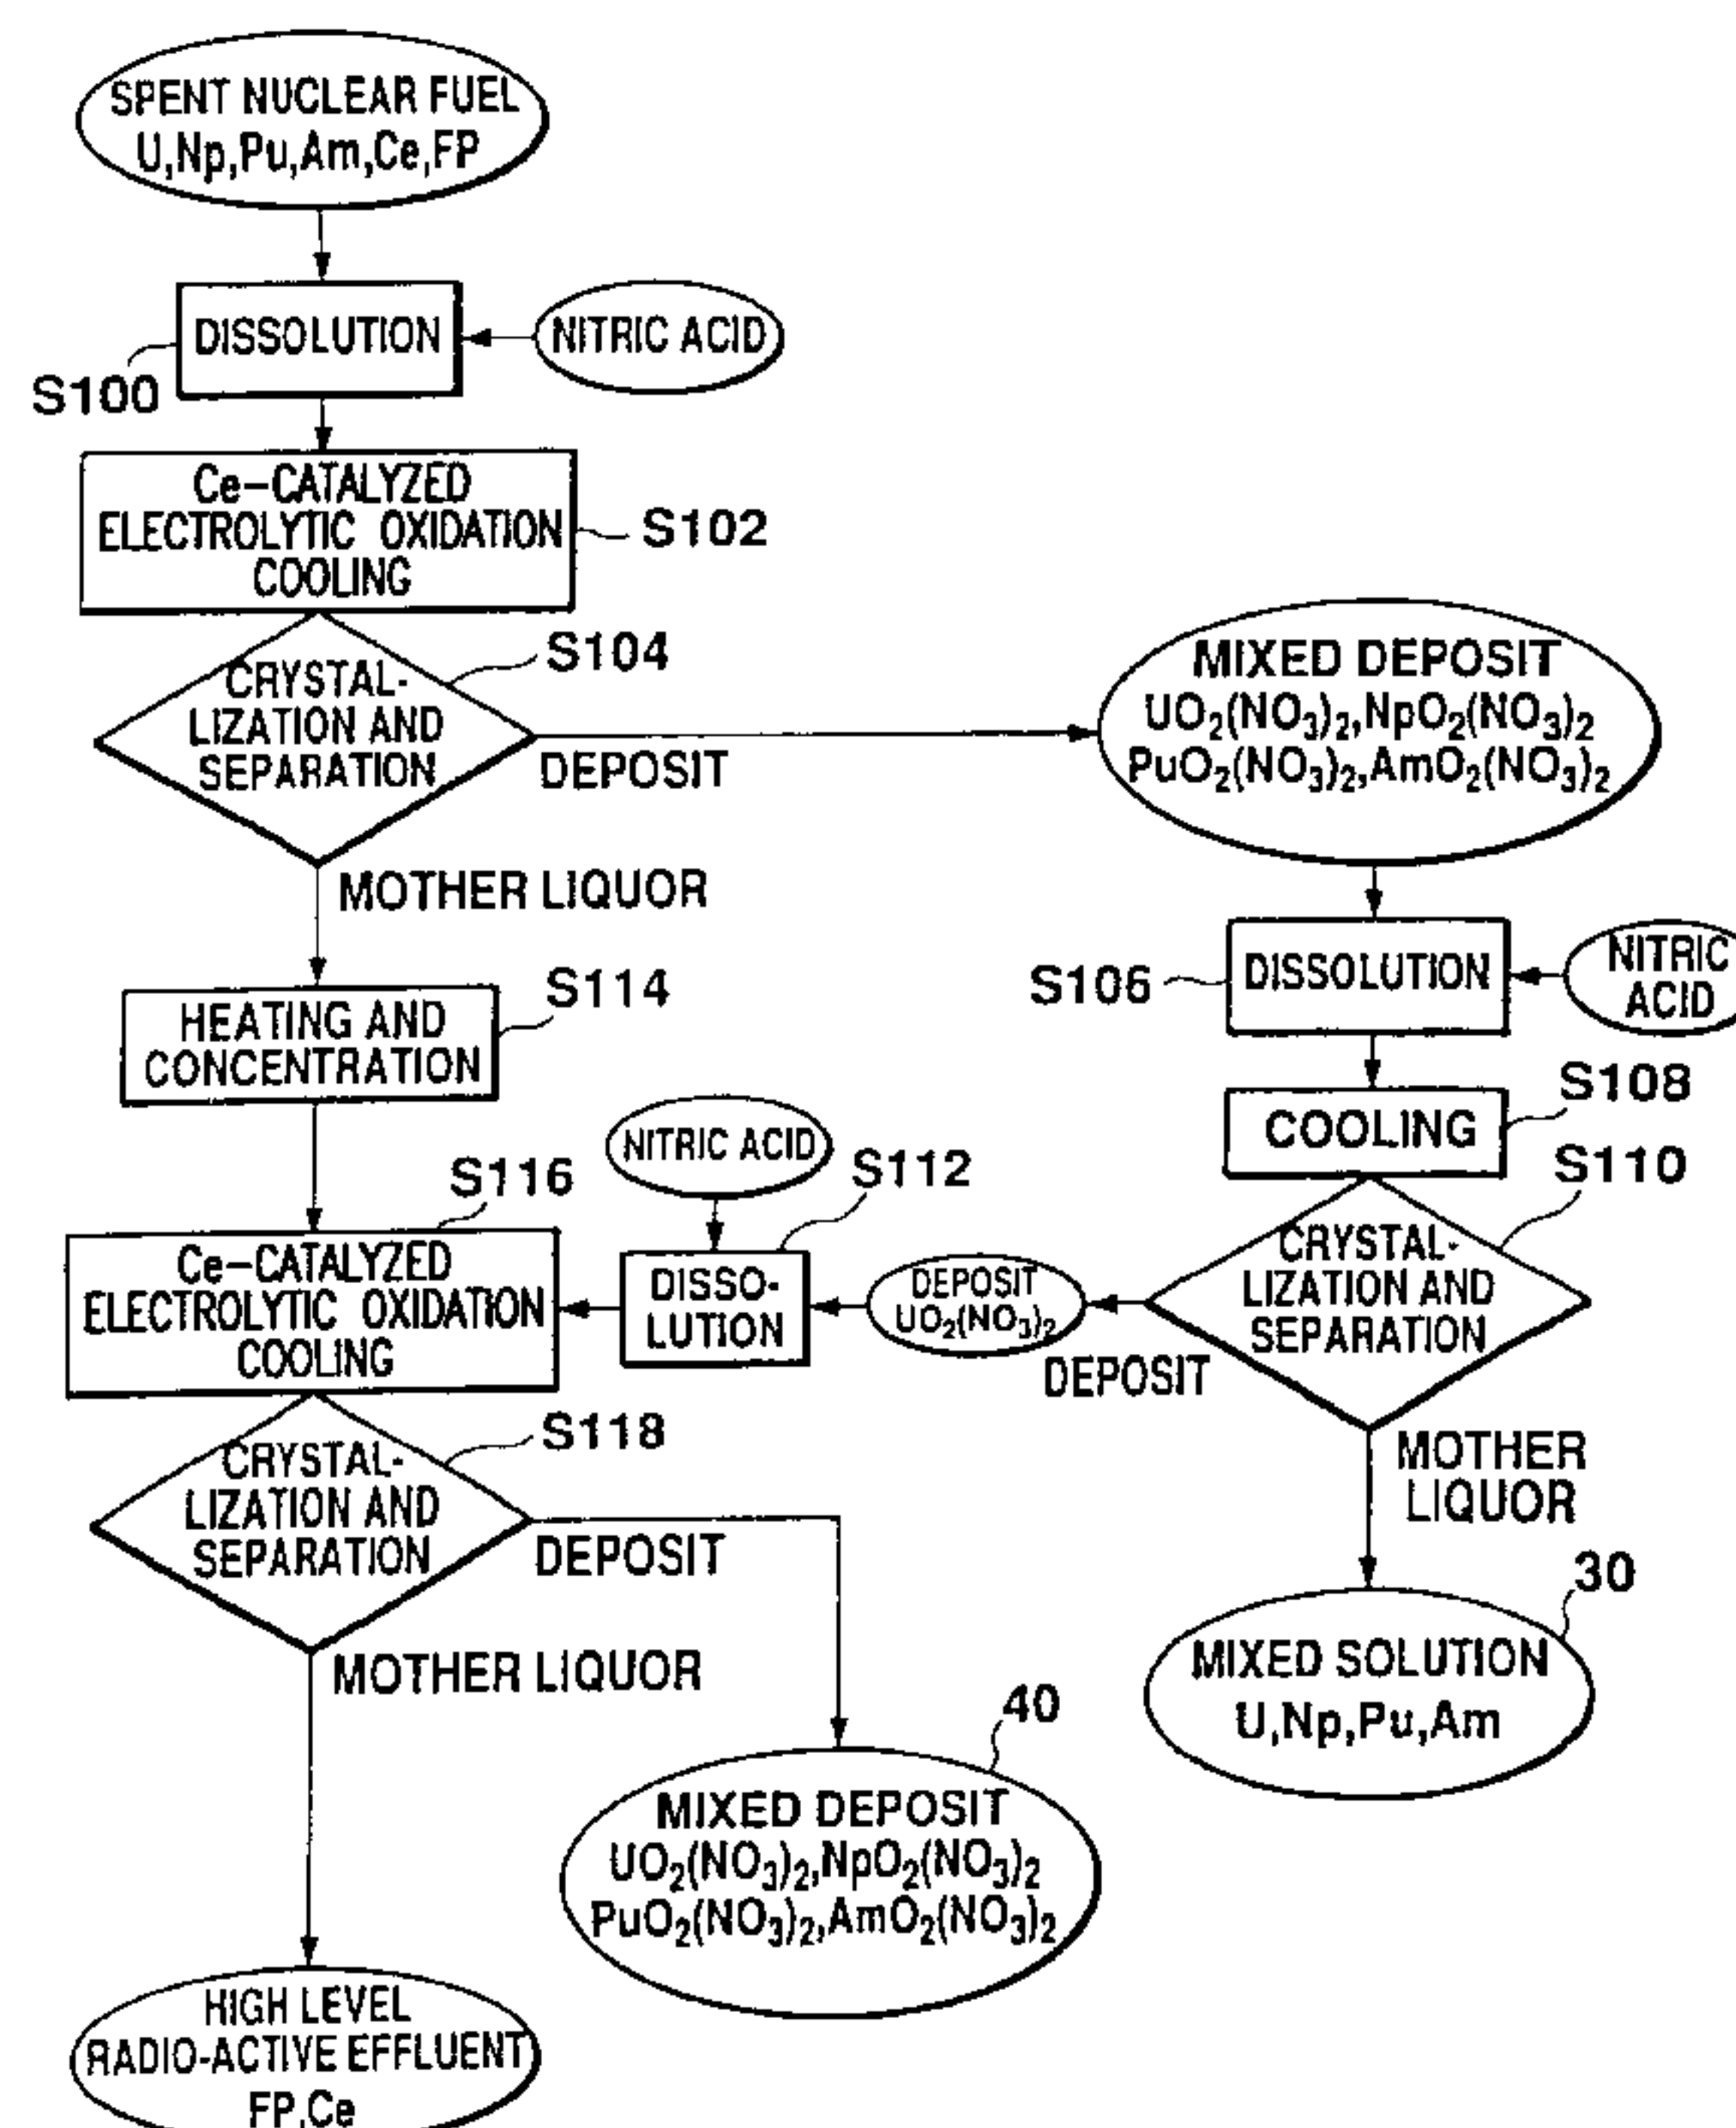 SPENT NUCLEAR FUEL
U,Np,Pu,Am,Ce,FP
DISSOLUTION
NITRIC ACID
S100
Ce-CATALYZED
ELECTROLYTIC OXIDATION
COOLING
S102
S104
CRYSTAL-
LIZATION AND
SEPARATION
DEPOSIT
MIXED DEPOSIT
UO₂(NO₃)₂,NpO₂(NO₃)₂
PuO₂(NO₃)₂,AmO₂(NO₃)₂
MOTHER LIQUOR
S106
DISSOLUTION
NITRIC
ACID
S114
HEATING AND
CONCENTRATION
S108
COOLING
NITRIC ACID
S112
S110
S116
Ce-CATALYZED
ELECTROLYTIC OXIDATION
COOLING
DISSO-
LUTION
DEPOSIT
UO₂(NO₃)₂
CRYSTAL-
LIZATION AND
SEPARATION
DEPOSIT
MOTHER
LIQUOR
S118
CRYSTAL-
LIZATION AND
SEPARATION
DEPOSIT
MOTHER LIQUOR
30
MIXED SOLUTION
U,Np,Pu,Am
40
MIXED DEPOSIT
UO₂(NO₃)₂,NpO₂(NO₃)₂
PuO₂(NO₃)₂,AmO₂(NO₃)₂
HIGH LEVEL
RADIO-ACTIVE EFFLUENT
FP,Ce